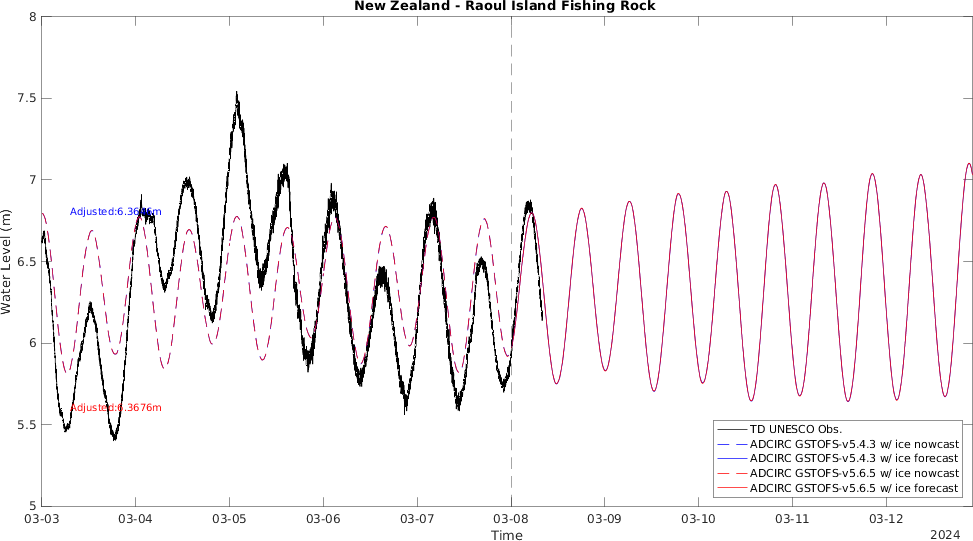 New Zealand - Raoul Island Fishing Rock
8
7.5
7
6.5
6
5.5
5
Water Level (m)
Adjusted:
Adjusted:6.3676m
TD UNESCO Obs.
ADCIRC GSTOFS-v5.4.3 w/ ice nowcast
ADCIRC GSTOFS-v5.4.3 w/ ice forecast
ADCIRC GSTOFS-v5.6.5 w/ ice nowcast
ADCIRC GSTOFS-v5.6.5 w/ ice forecast
03-03 03-04 03-05 03-06 03-07 03-08 03-09 03-10 03-11 03-12
Time
2024